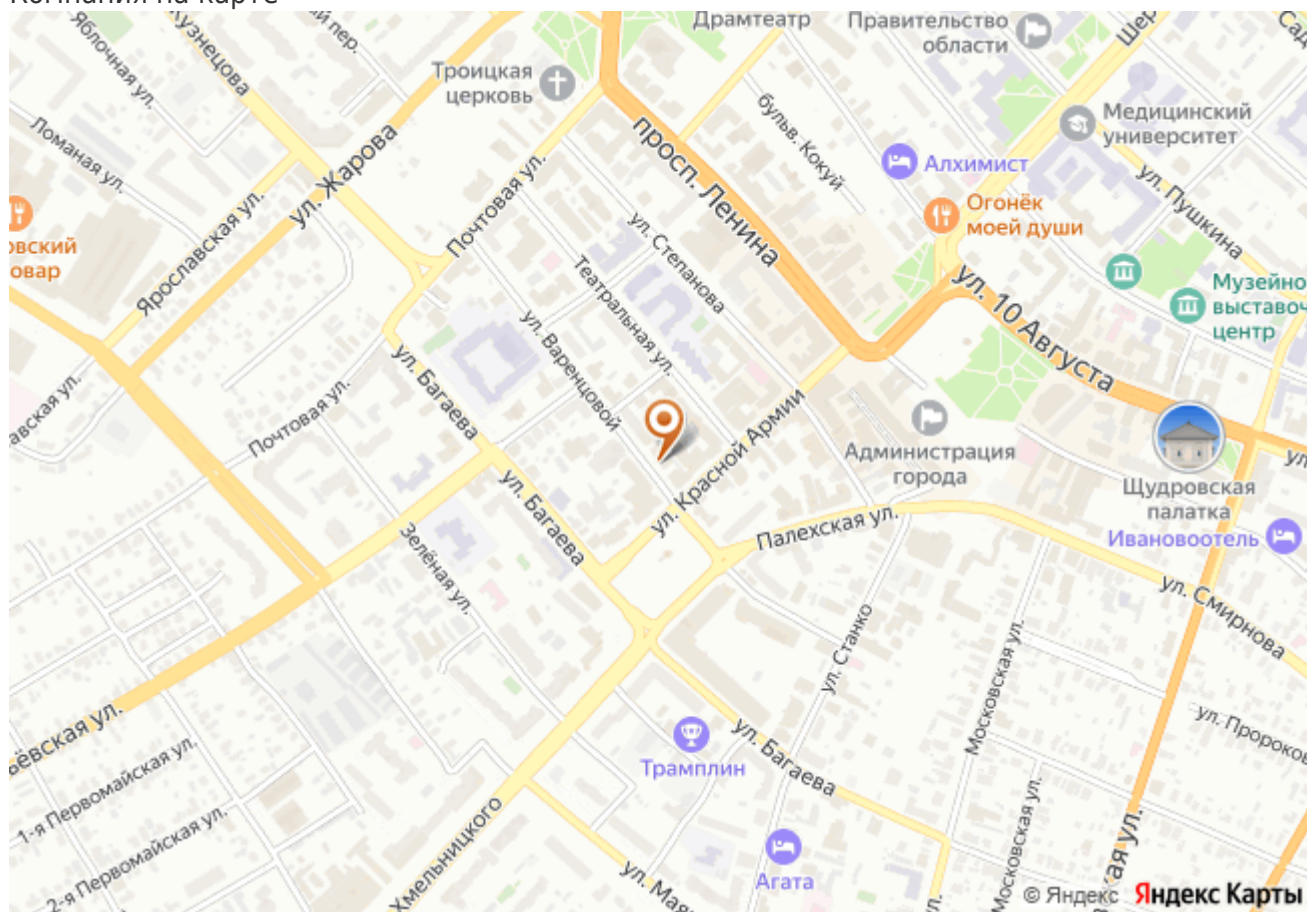 Компания на карте
Драмтеатр
Правительство
области
Яблочная ул.
Кузнецова
пер.
Троицкая
церковь
Ломаная ул.
ул. Жарова
Почтовая ул.
просп. Ленина
бульв. Кокуй
Алхимист
Медицинский
университет
ул. Пушкина
Огонёк
моей души
Ярославская ул.
ул. Степанова
Театральная ул.
ул. Варенцовой
ул. 10 Августа
Музейно
выставоч
центр
ул. Багаева
Почтовая ул.
ул. Красной Армии
Администрация
города
Щудровская
палатка
Ивановоотель
ул. Багаева
Зелёная ул.
Палехская ул.
ул. Смирнова
ул. Станко
Московская ул.
ул. Пророков
Трамплин
ул. Багаева
1-я Первомайская ул.
2-я Первомайская ул.
Хмельницкого
Агата
Московская ул.
© Яндекс Яндекс Карты